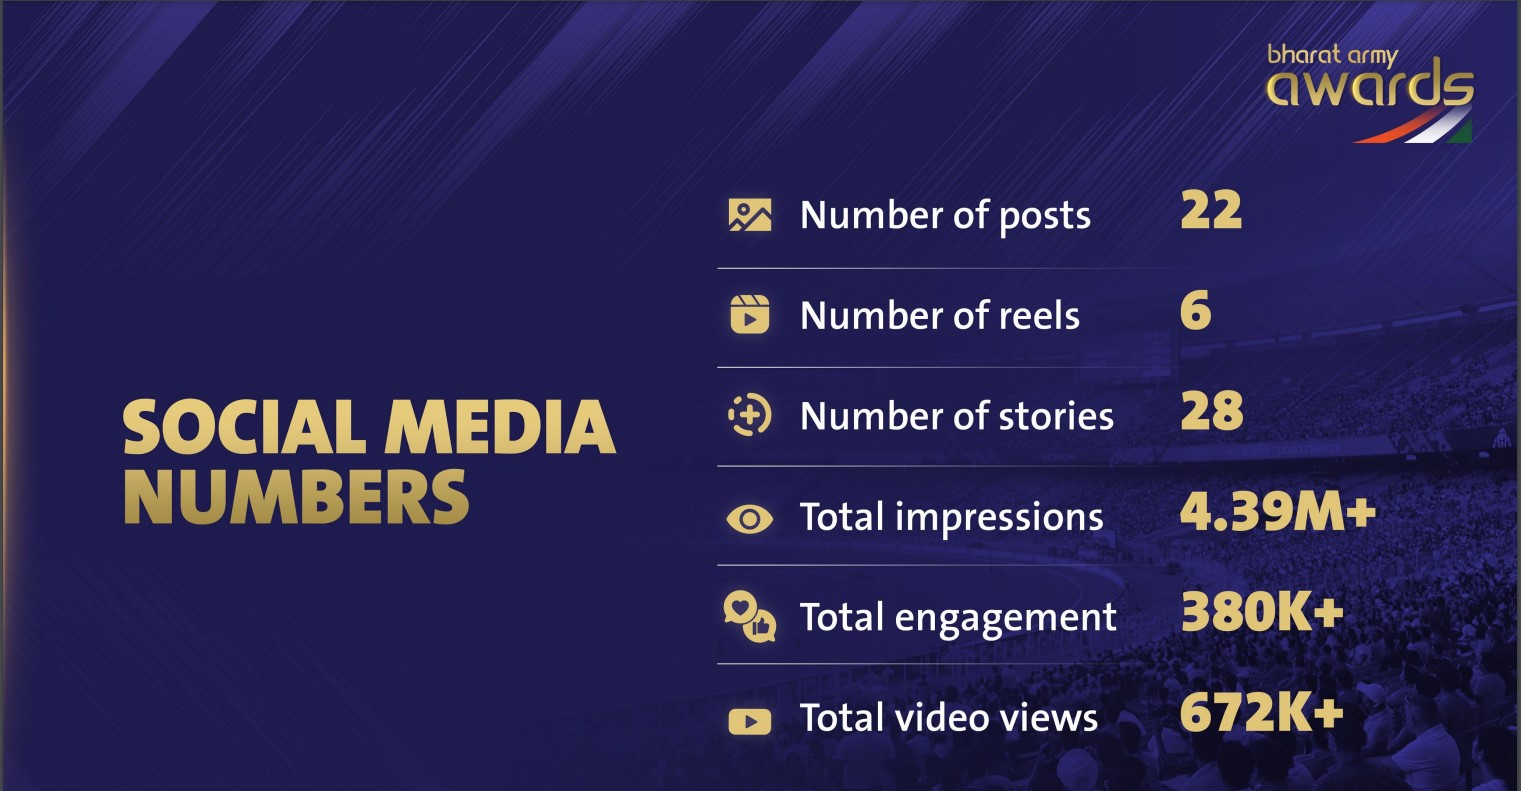 bharat army
awards
SOCIAL MEDIA
NUMBERS
Number of posts 22
Number of reels 6
Number of stories 28
Total impressions 4.39M+
Total engagement 380K+
Total video views 672K+